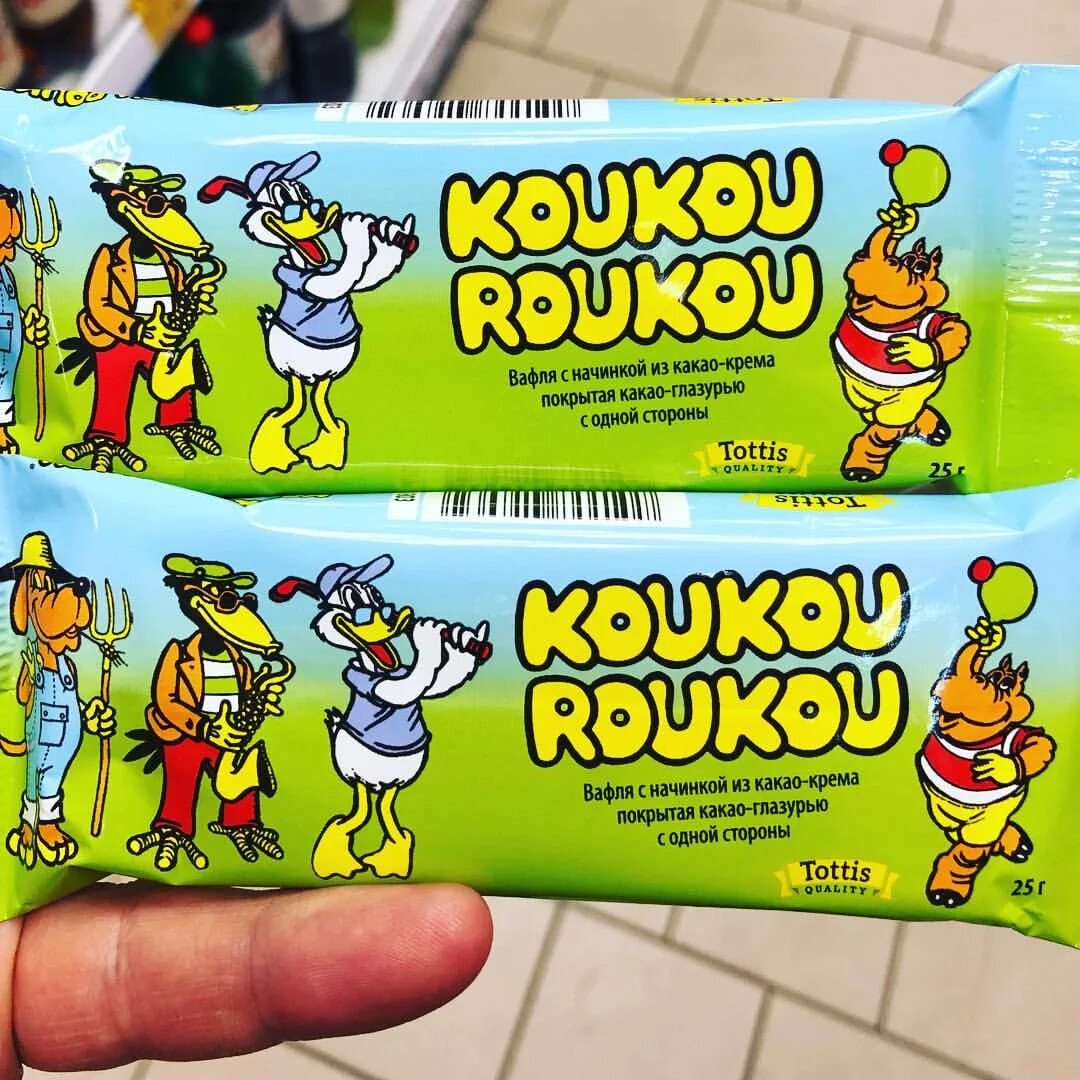 KOUKOU
ROUKOU
Вафля с начинкой из какао-крема
покрытая какао-глазурью
с одной стороны
Tottis
QUALITY
25 г
Tottis
KOUKOU
ROUKOU
Вафля с начинкой из какао-крема
покрытая какао-глазурью
с одной стороны
Tottis
QUALITY
25 г